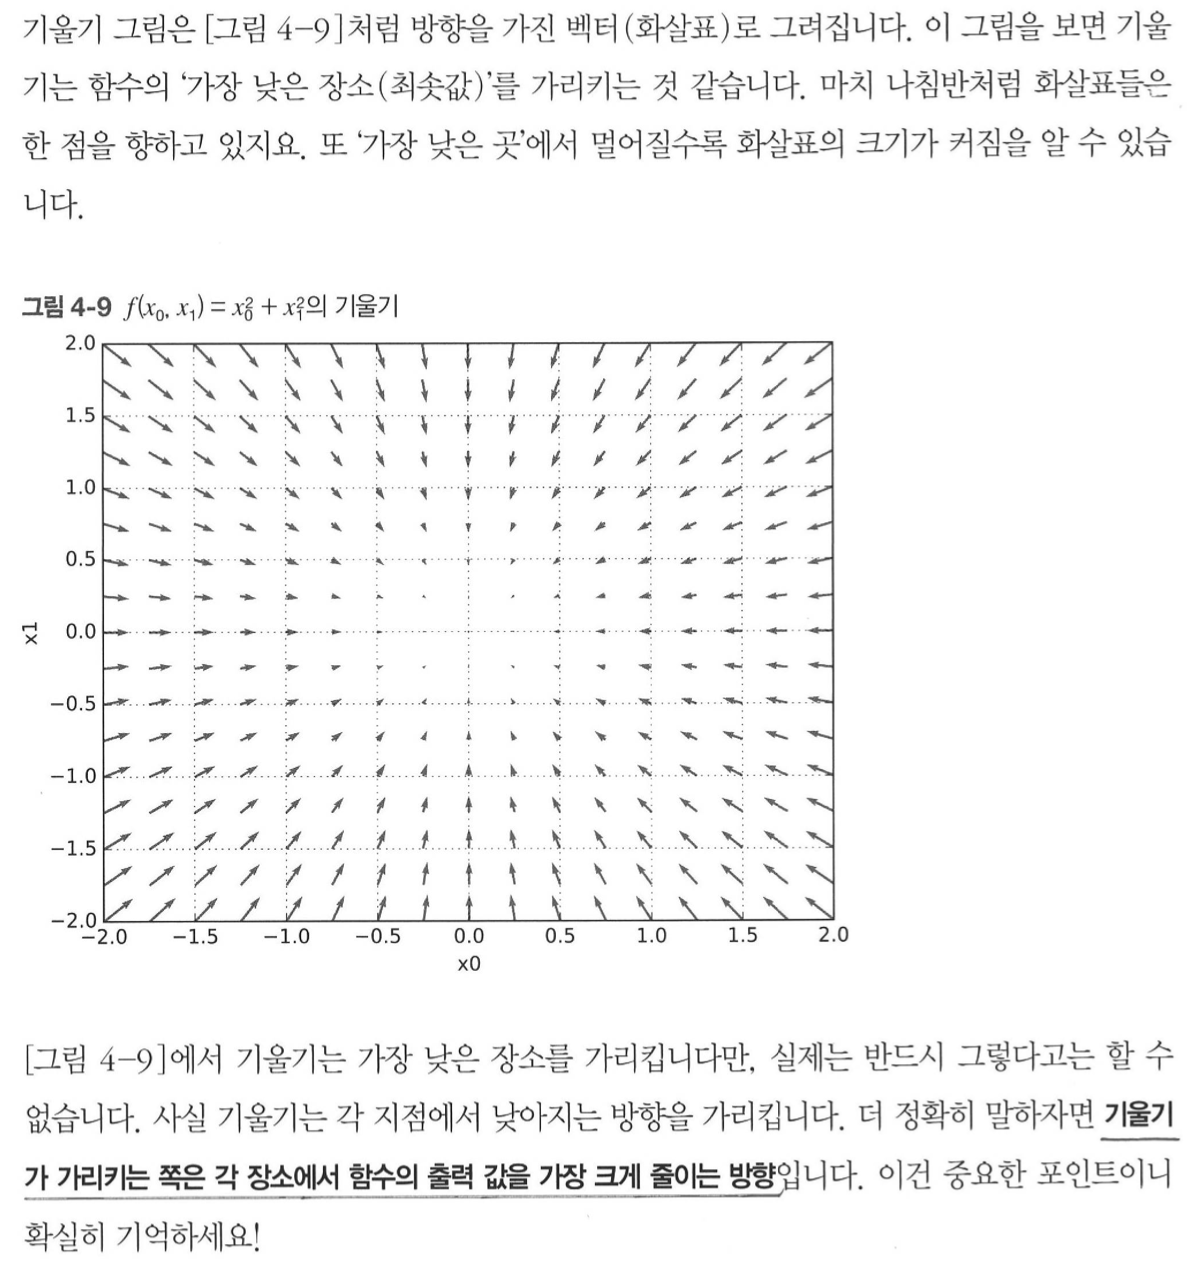 기울기 그림은 [그림 4–9]처럼 방향을 가진 벡터(화살표)로 그려집니다. 이 그림을 보면 기울
기는 함수의 ‘가장 낮은 장소(최솟값)’를 가리키는 것 같습니다. 마치 나침반처럼 화살표들은
한 점을 향하고 있지요. 또 ‘가장 낮은 곳’에서 멀어질수록 화살표의 크기가 커짐을 알 수 있습
니다.
그림 4-9 f(x₀, x₁) = x₀² + x₁²의 기울기
2.0
1.5
1.0
0.5
0.0
−0.5
−1.0
−1.5
−2.0
x1
−2.0 −1.5 −1.0 −0.5 0.0 0.5 1.0 1.5 2.0
x0
[그림 4–9]에서 기울기는 가장 낮은 장소를 가리킵니다만, 실제는 반드시 그렇다고는 할 수
없습니다. 사실 기울기는 각 지점에서 낮아지는 방향을 가리킵니다. 더 정확히 말하자면 기울기
가 가리키는 쪽은 각 장소에서 함수의 출력 값을 가장 크게 줄이는 방향입니다. 이건 중요한 포인트이니
확실히 기억하세요!